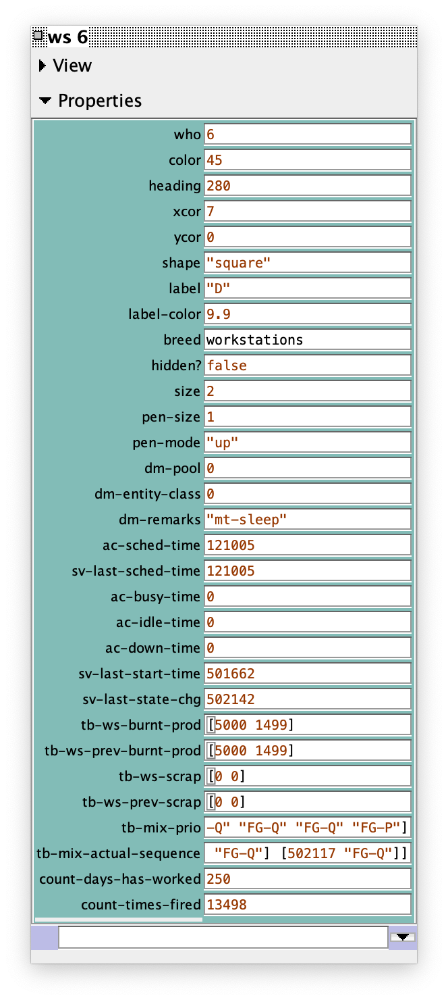 ws 6
View
Properties
who 6
color 45
heading 280
xcor 7
ycor 0
shape "square"
label "D"
label-color 9.9
breed workstations
hidden? false
size 2
pen-size 1
pen-mode "up"
dm-pool 0
dm-entity-class 0
dm-remarks "mt-sleep"
ac-sched-time 121005
sv-last-sched-time 121005
ac-busy-time 0
ac-idle-time 0
ac-down-time 0
sv-last-start-time 501662
sv-last-state-chg 502142
tb-ws-burnt-prod [5000 1499]
tb-ws-prev-burnt-prod [5000 1499]
tb-ws-scrap [0 0]
tb-ws-prev-scrap [0 0]
tb-mix-prio -Q" "FG-Q" "FG-Q" "FG-P"]
tb-mix-actual-sequence "FG-Q"] [502117 "FG-Q"]]
count-days-has-worked 250
count-times-fired 13498